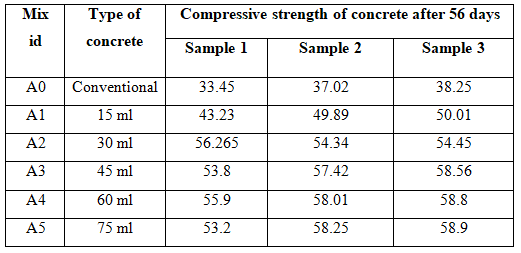 Mix id Type of concrete Compressive strength of concrete after 56 days
Sample 1 Sample 2 Sample 3
A0 Conventional 33.45 37.02 38.25
A1 15 ml 43.23 49.89 50.01
A2 30 ml 56.265 54.34 54.45
A3 45 ml 53.8 57.42 58.56
A4 60 ml 55.9 58.01 58.8
A5 75 ml 53.2 58.25 58.9